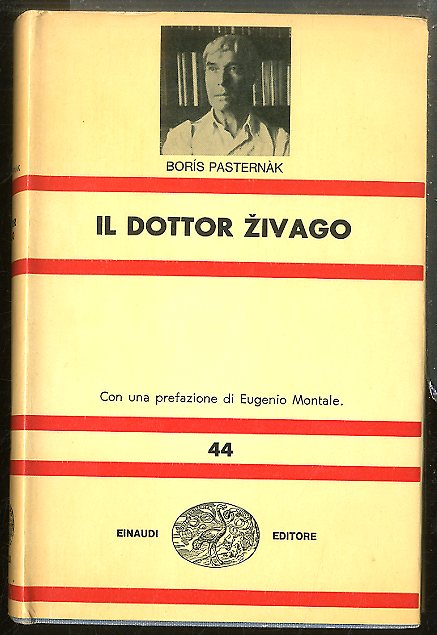 BORÍS PASTERNÀK
IL DOTTOR ŽIVAGO
Con una prefazione di Eugenio Montale.
44
EINAUDI EDITORE